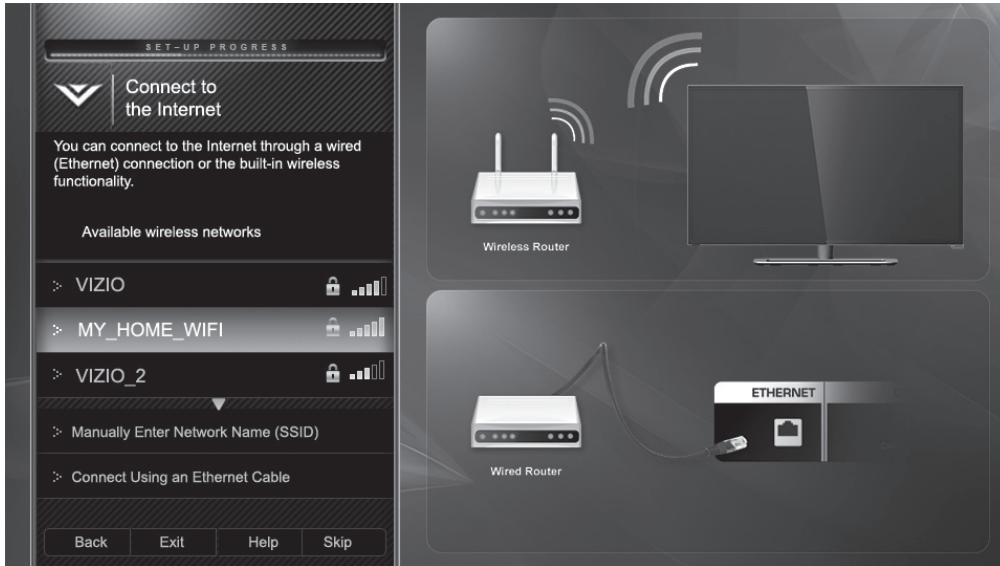 SET-UP PROGRESS
Connect to
the Internet
You can connect to the Internet through a wired
(Ethernet) connection or the built-in wireless
functionality.
Available wireless networks
VIZIO
MY_HOME_WIFI
VIZIO_2
Manually Enter Network Name (SSID)
Connect Using an Ethernet Cable
Back Exit Help Skip
Wireless Router
ETHERNET
Wired Router